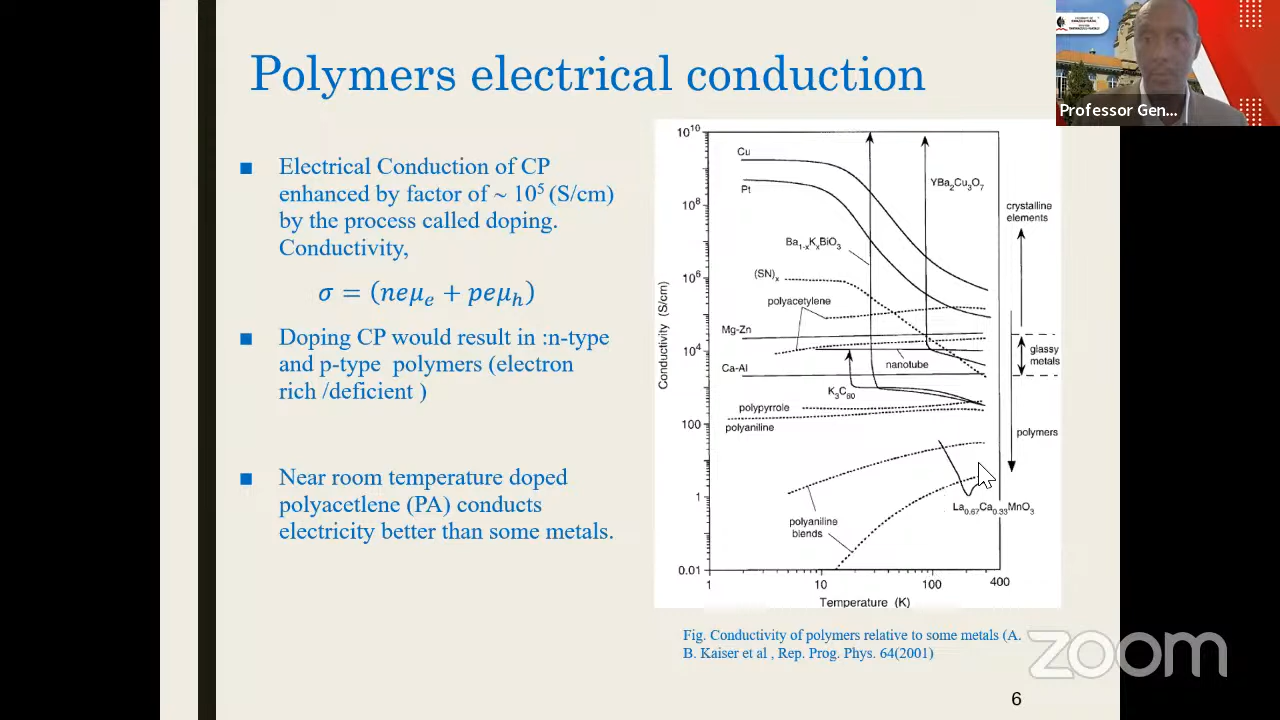 Polymers electrical conduction
Professor Gen...
■ Electrical Conduction of CP
enhanced by factor of ~ 10⁵ (S/cm)
by the process called doping.
Conductivity,
σ = (neμₑ + peμₕ)
■ Doping CP would result in :n-type
and p-type polymers (electron
rich /deficient )
■ Near room temperature doped
polyacetlene (PA) conducts
electricity better than some metals.
10¹⁰
10⁸
10⁶
10⁴
100
1
0.01
Conductivity (S/cm)
Cu
Pt
YBa₂Cu₃O₇
Ba₁₋ₓKₓBiO₃
(SN)ₓ
polyacetylene
Mg-Zn
nanotube
Ca-Al
K₃C₆₀
polypyrrole
polyaniline
polyaniline
blends
La₀.₆₇Ca₀.₃₃MnO₃
crystalline
elements
glassy
metals
polymers
1
10
100
400
Temperature (K)
Fig. Conductivity of polymers relative to some metals (A.
B. Kaiser et al , Rep. Prog. Phys. 64(2001)
zoom
6